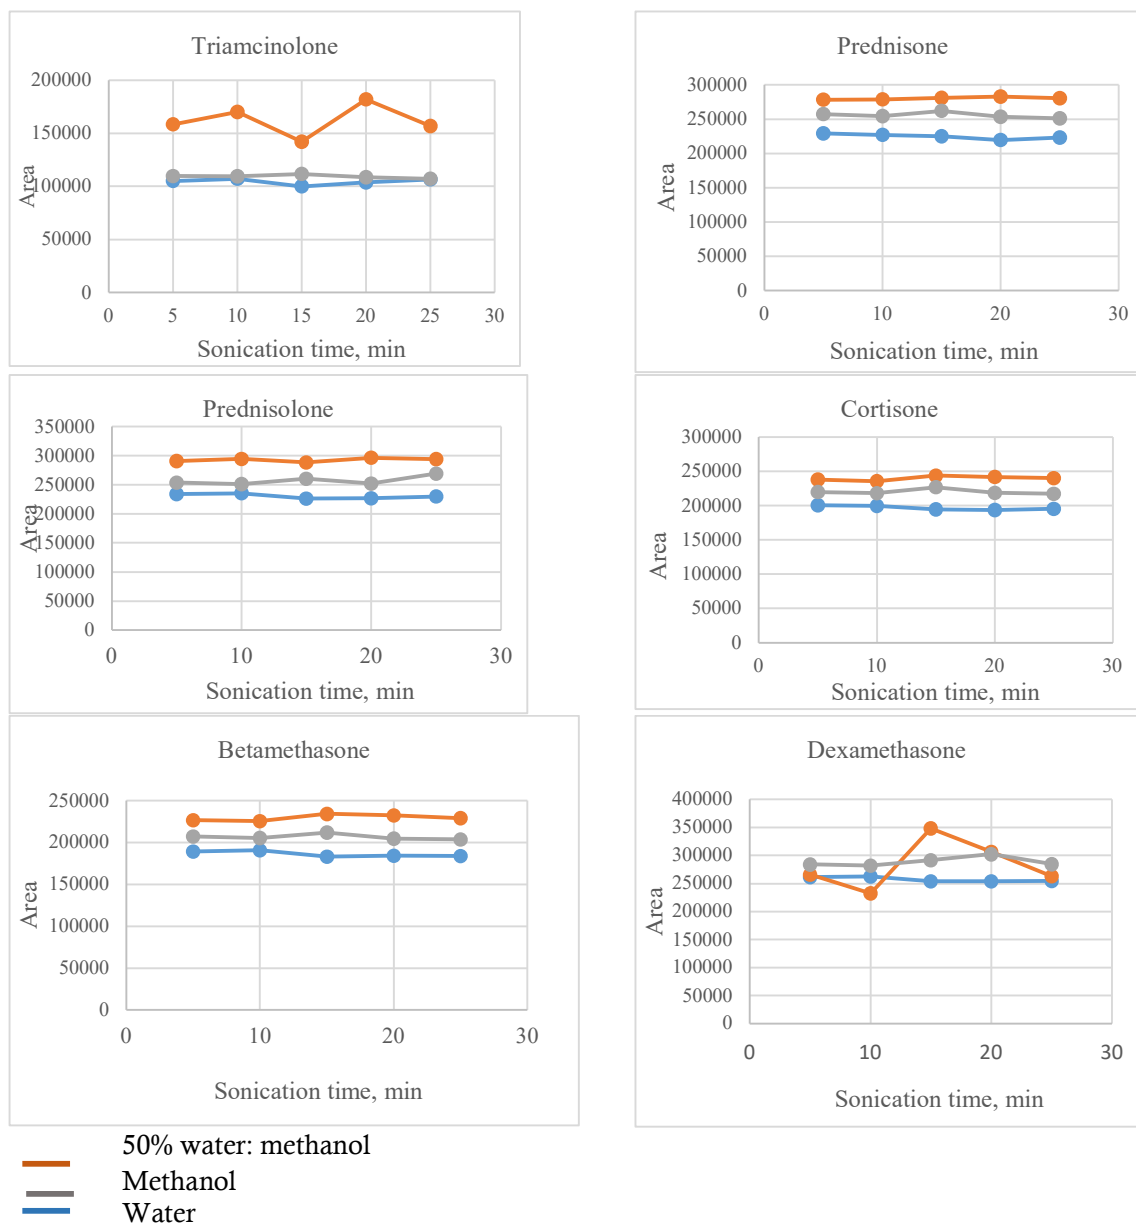 Triamcinolone
200000
150000
100000
50000
0
Area
0 5 10 15 20 25 30
Sonication time, min
Prednisone
300000
250000
200000
150000
100000
50000
0
Area
0 10 20 30
Sonication time, min
Prednisolone
350000
300000
250000
200000
150000
100000
50000
0
Area
0 10 20 30
Sonication time, min
Cortisone
300000
250000
200000
150000
100000
50000
0
Area
0 10 20 30
Sonication time, min
Betamethasone
250000
200000
150000
100000
50000
0
Area
0 10 20 30
Sonication time, min
Dexamethasone
400000
350000
300000
250000
200000
150000
100000
50000
0
Area
0 10 20 30
Sonication time, min
50% water: methanol
Methanol
Water